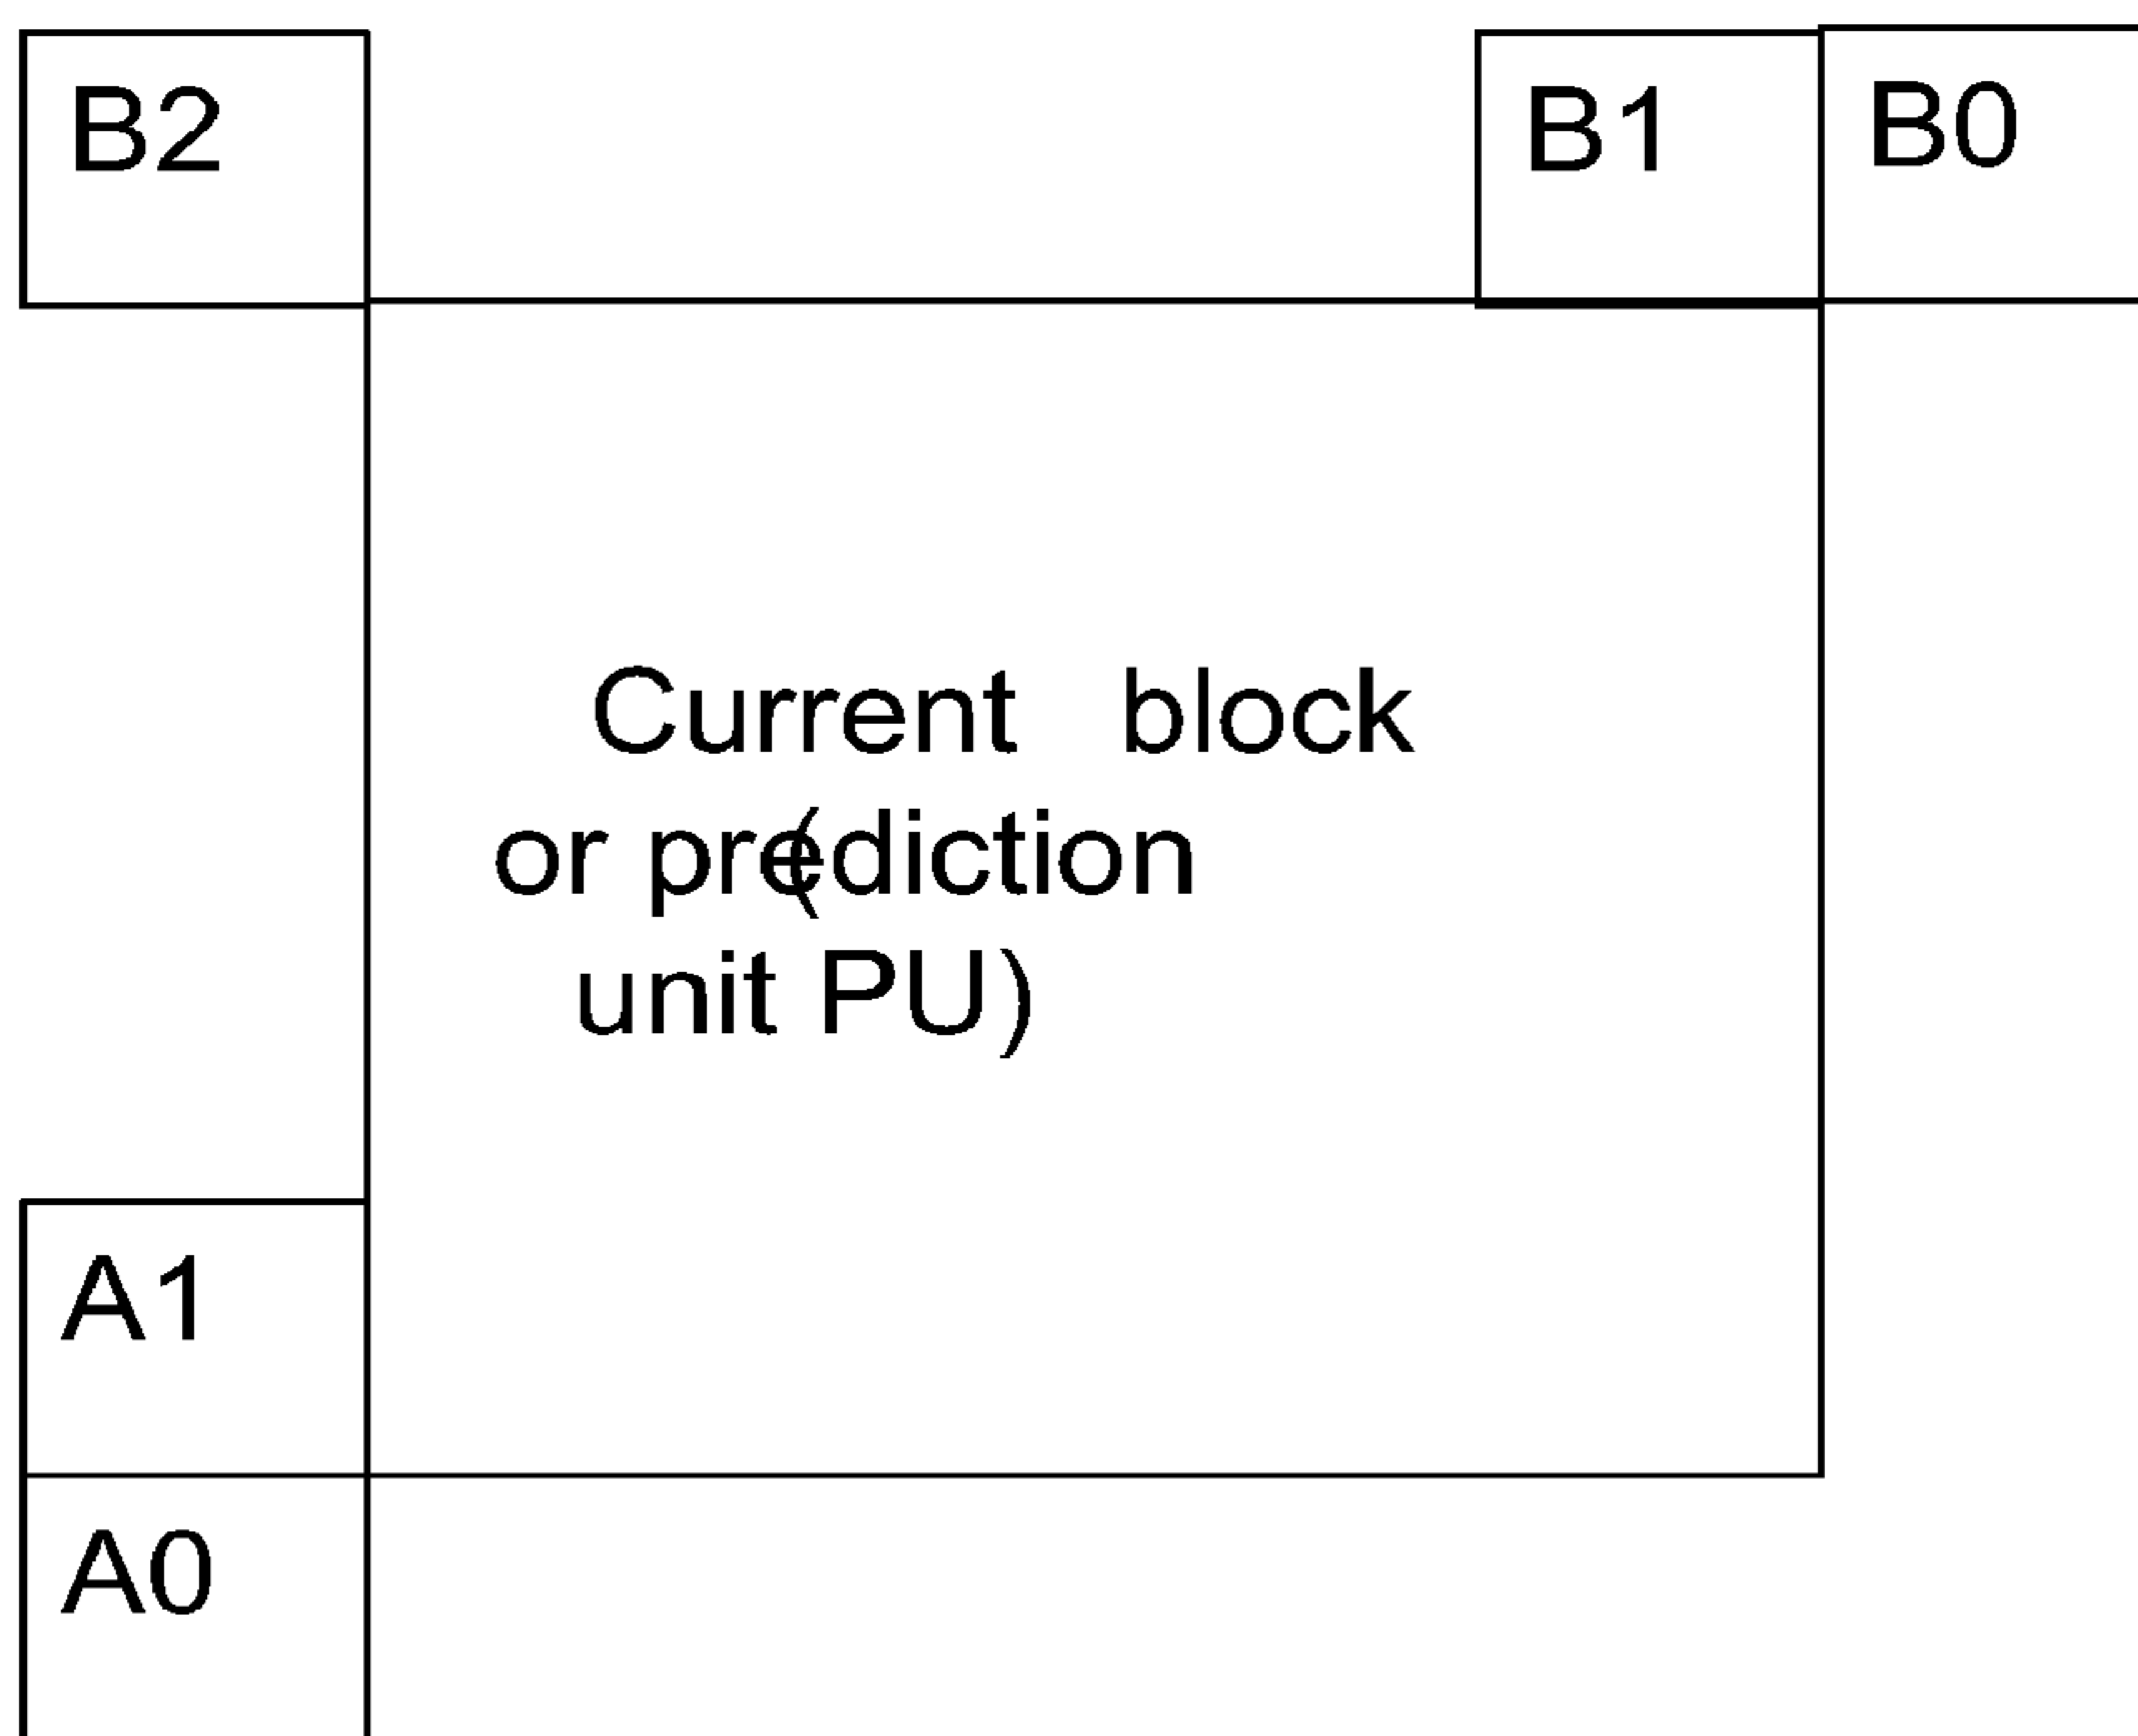 B2
B1
B0
Current block
(or prediction
unit PU)
A1
A0